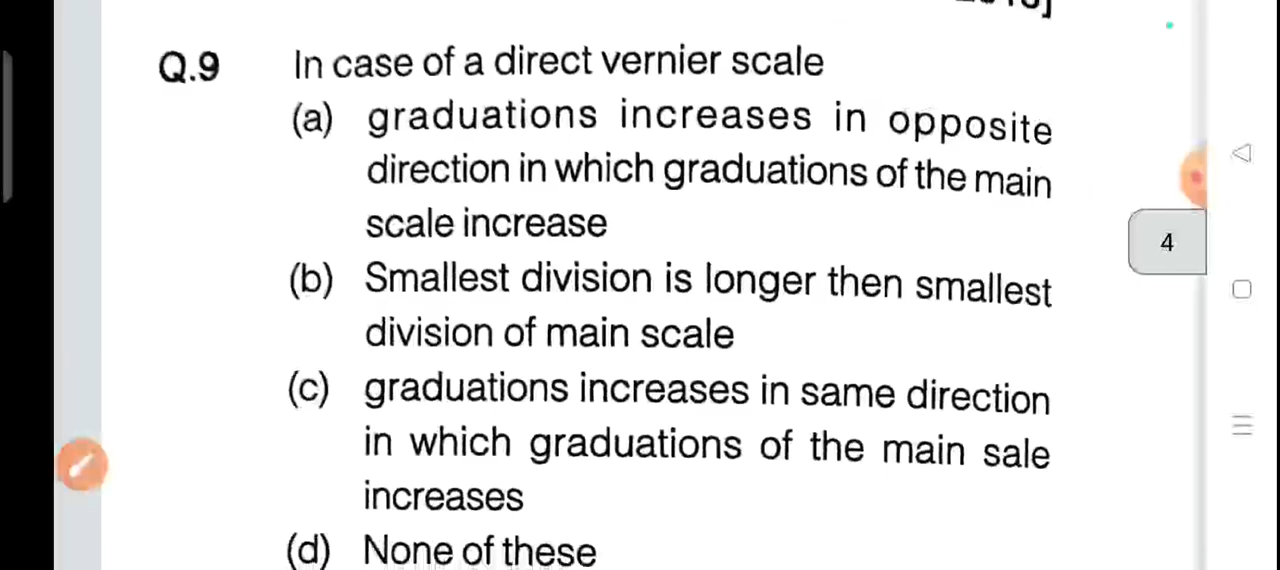 Q.9 In case of a direct vernier scale
(a) graduations increases in opposite
direction in which graduations of the main
scale increase
(b) Smallest division is longer then smallest
division of main scale
4
(c) graduations increases in same direction
in which graduations of the main sale
increases
(d) None of these